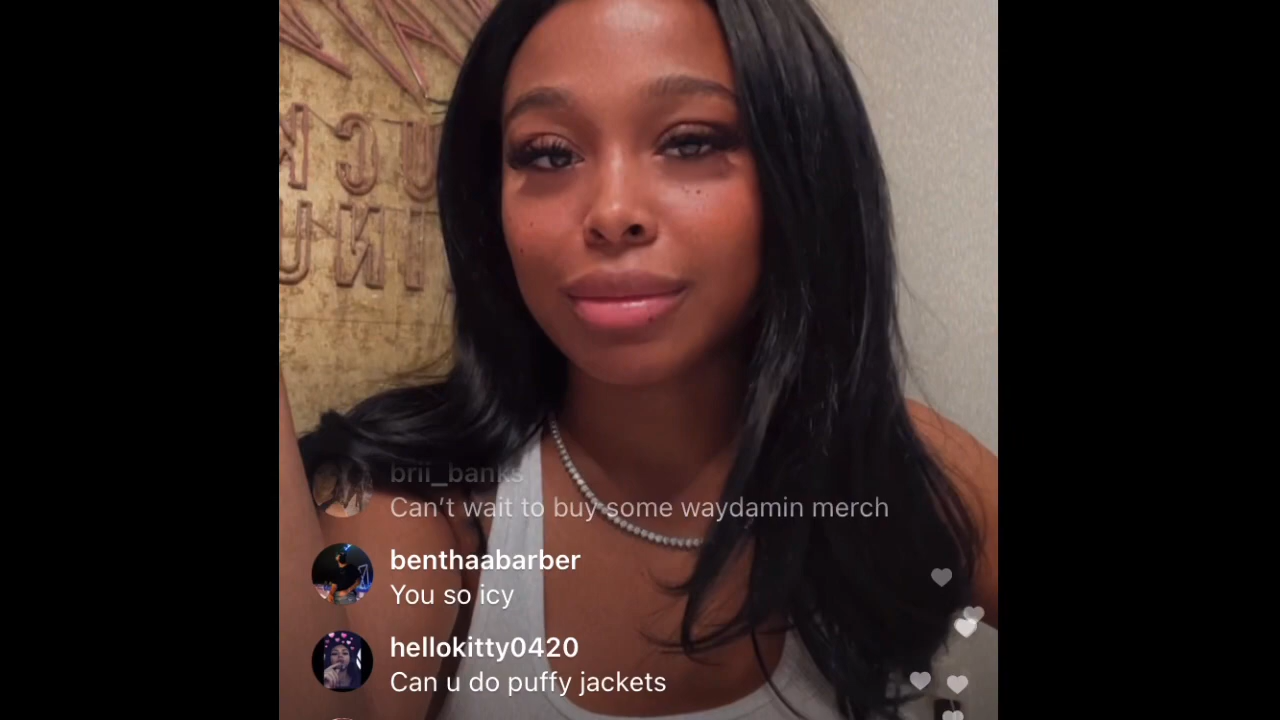 brii_banks
Can’t wait to buy some waydamin merch
benthaabarber
You so icy
hellokitty0420
Can u do puffy jackets